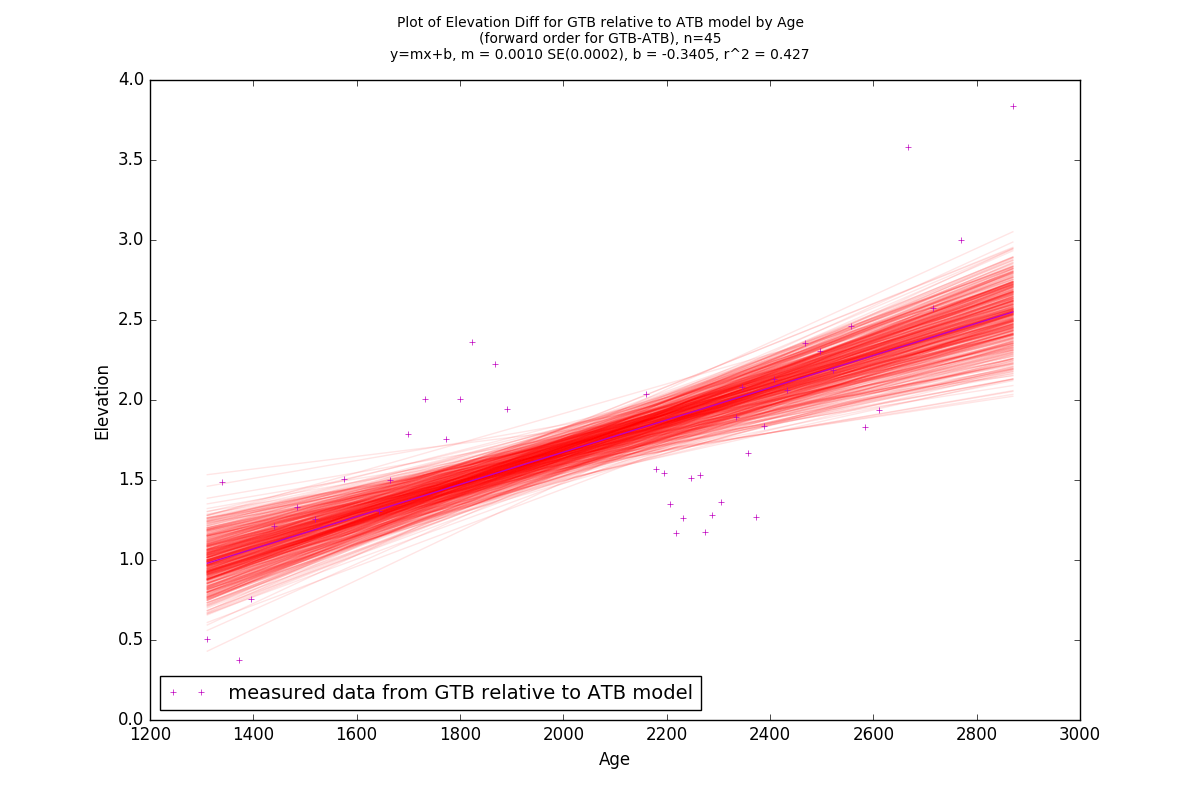 Plot of Elevation Diff for GTB relative to ATB model by Age
(forward order for GTB-ATB), n=45
y=mx+b, m = 0.0010 SE(0.0002), b = -0.3405, r^2 = 0.427
4.0
3.5
3.0
2.5
2.0
1.5
1.0
0.5
0.0
Elevation
measured data from GTB relative to ATB model
1200 1400 1600 1800 2000 2200 2400 2600 2800 3000
Age